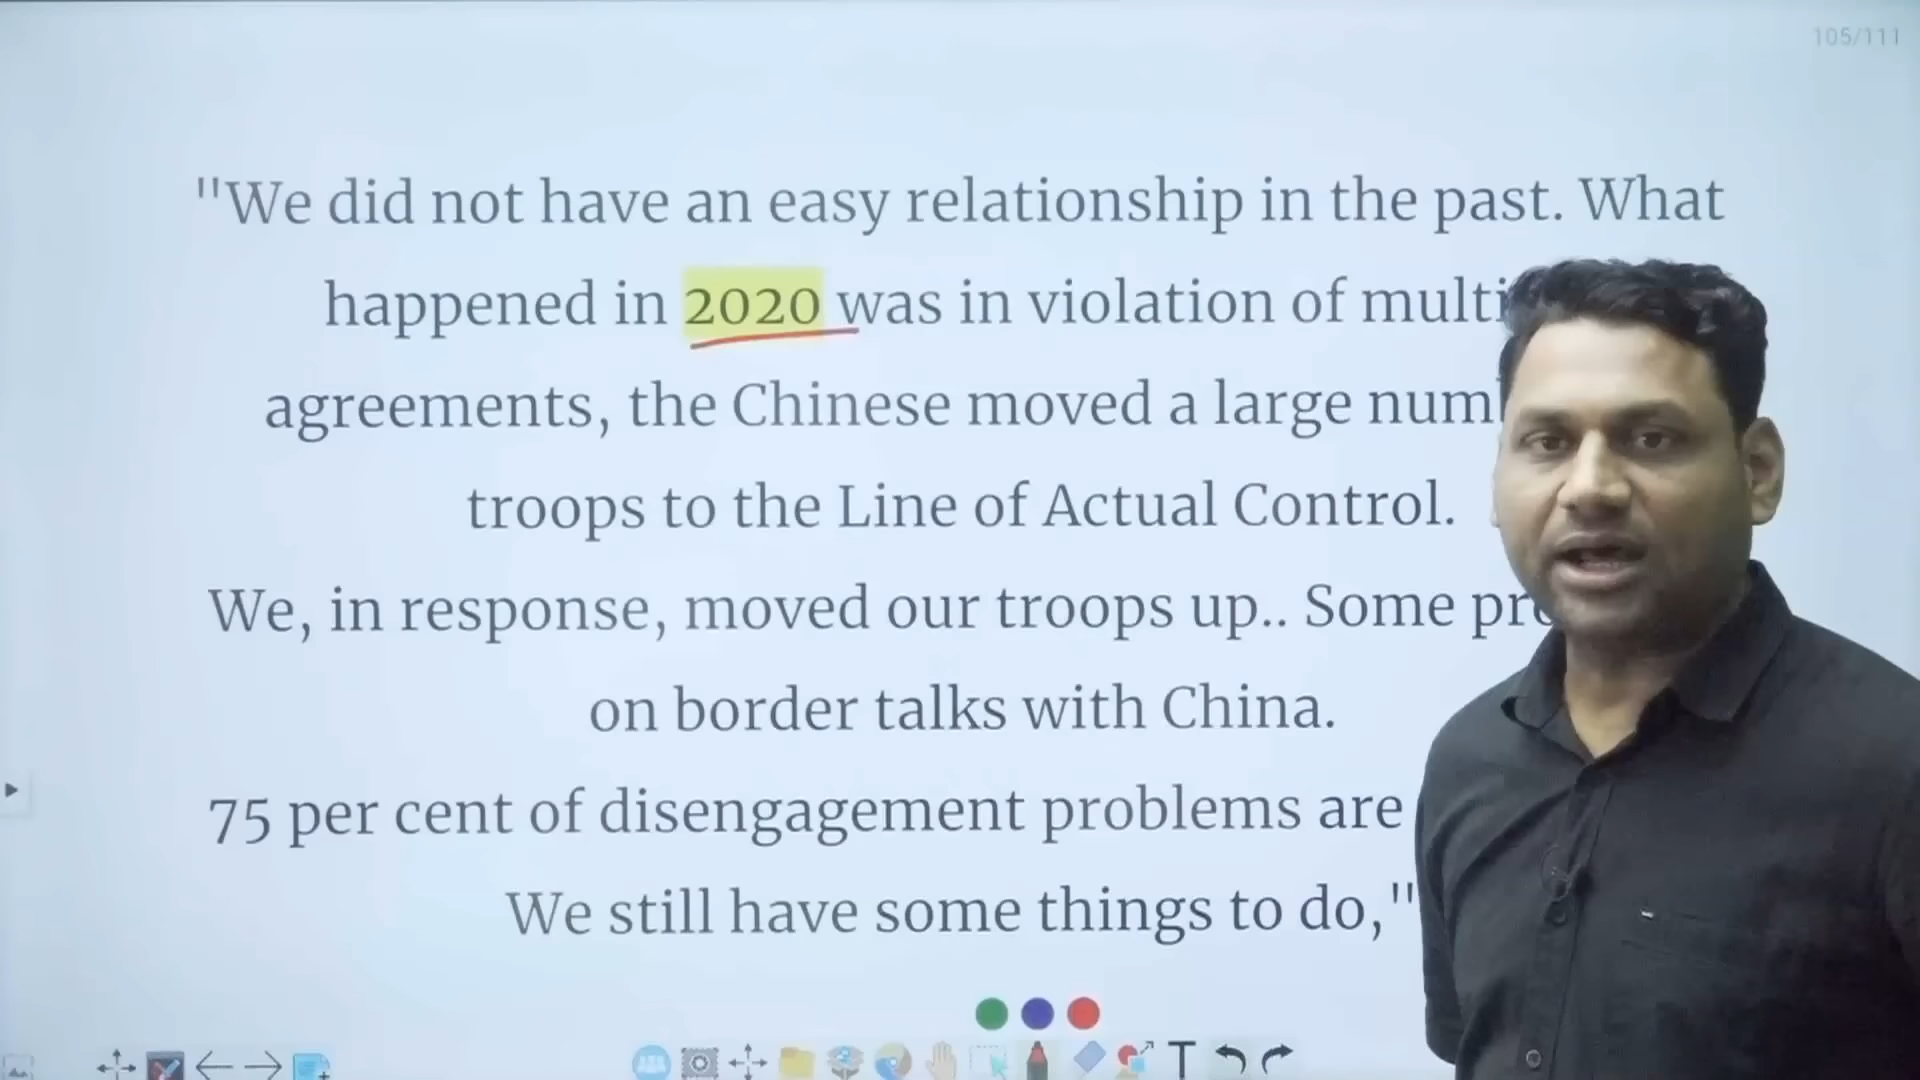 105/111
"We did not have an easy relationship in the past. What
happened in 2020 was in violation of
agreements, the Chinese moved a large
troops to the Line of Actual Control.
We, in response, moved our troops up.. Some
on border talks with China.
75 per cent of disengagement problems are
We still have some things to do,"
T